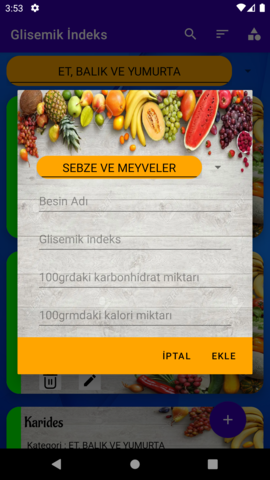 3:53
Glisemik İndeks
ET, BALIK VE YUMURTA
SEBZE VE MEYVELER
Besin Adı
Glisemik indeks
100grdaki karbonhidrat miktarı
100grmdaki kalori miktarı
İPTAL EKLE
Karides
Kategori : ET, BALIK VE YUMURTA